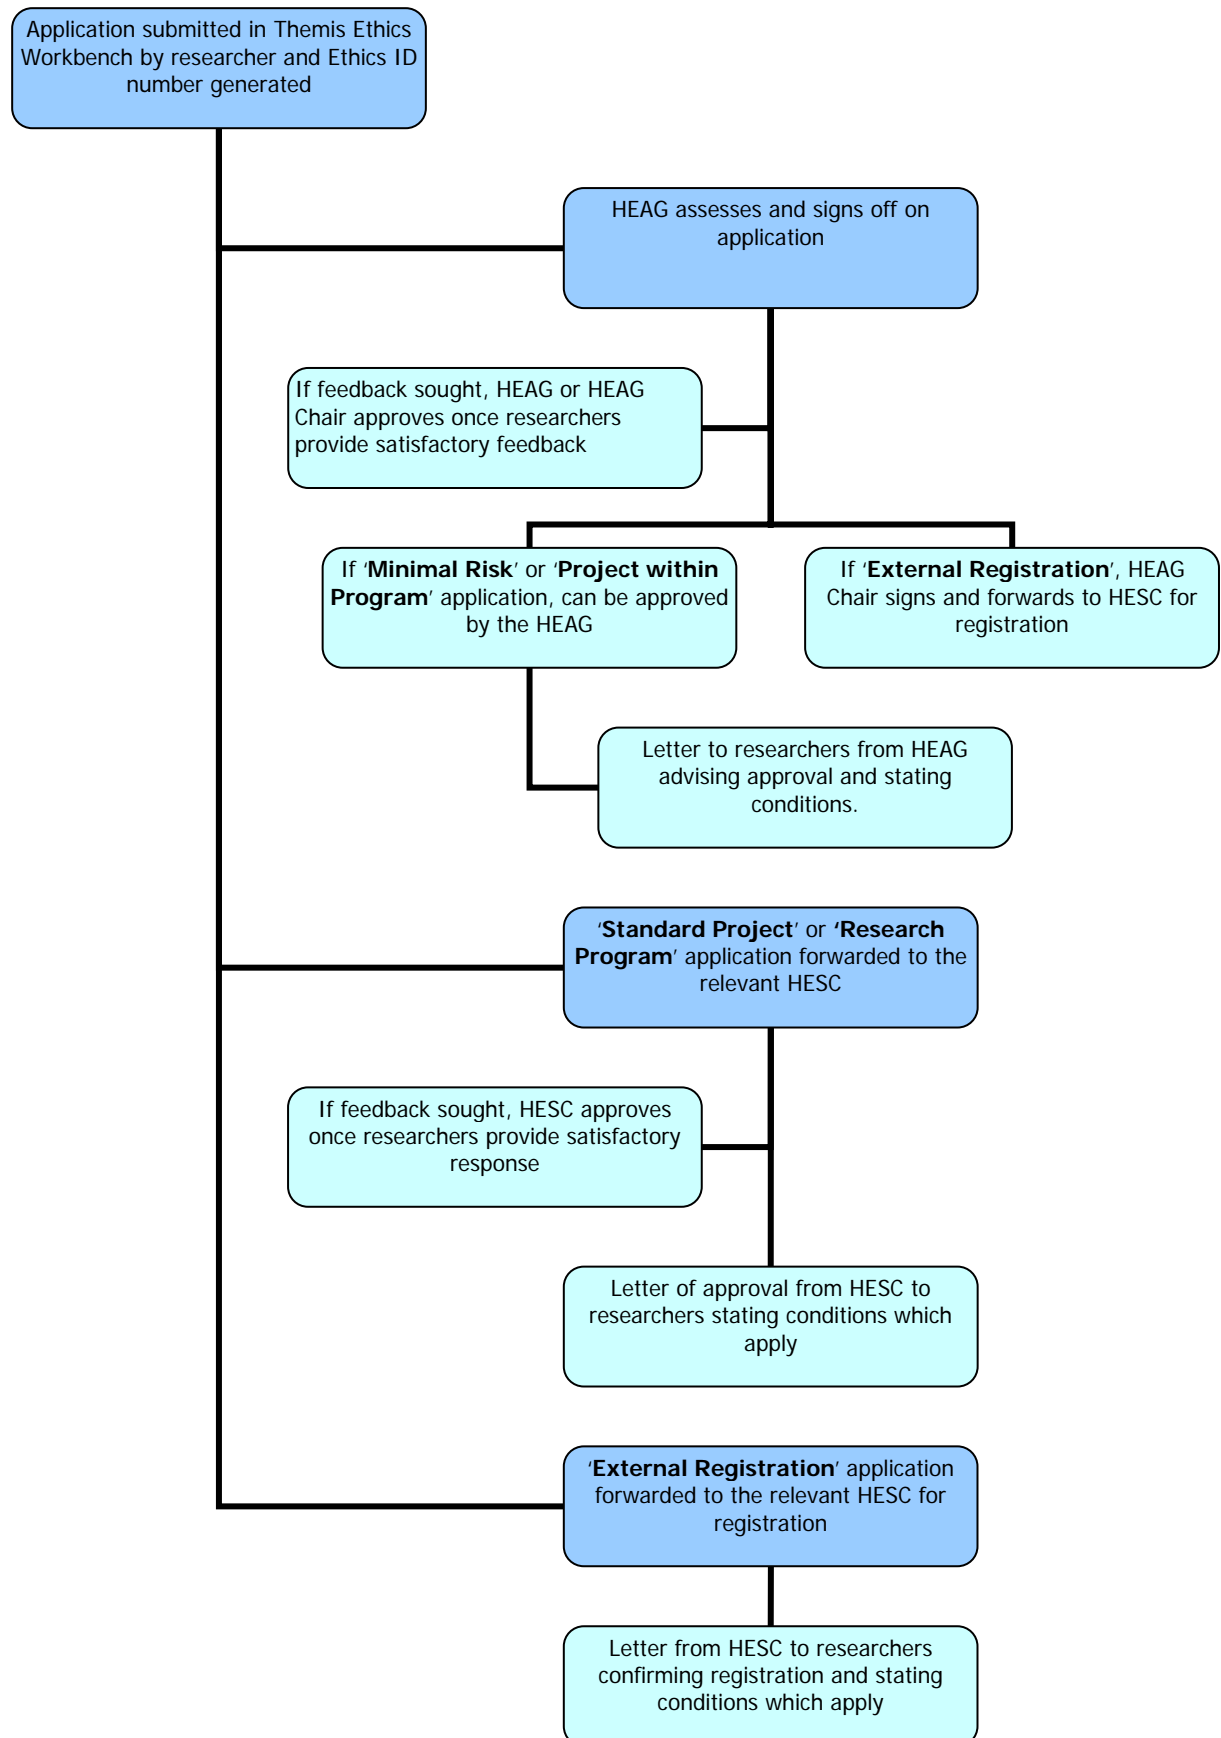 Application submitted in Themis Ethics
Workbench by researcher and Ethics ID
number generated
HEAG assesses and signs off on
application
If feedback sought, HEAG or HEAG
Chair approves once researchers
provide satisfactory feedback
If ‘Minimal Risk’ or ‘Project within
Program’ application, can be approved
by the HEAG
If ‘External Registration’, HEAG
Chair signs and forwards to HESC for
registration
Letter to researchers from HEAG
advising approval and stating
conditions.
‘Standard Project’ or ‘Research
Program’ application forwarded to the
relevant HESC
If feedback sought, HESC approves
once researchers provide satisfactory
response
Letter of approval from HESC to
researchers stating conditions which
apply
‘External Registration’ application
forwarded to the relevant HESC for
registration
Letter from HESC to researchers
confirming registration and stating
conditions which apply